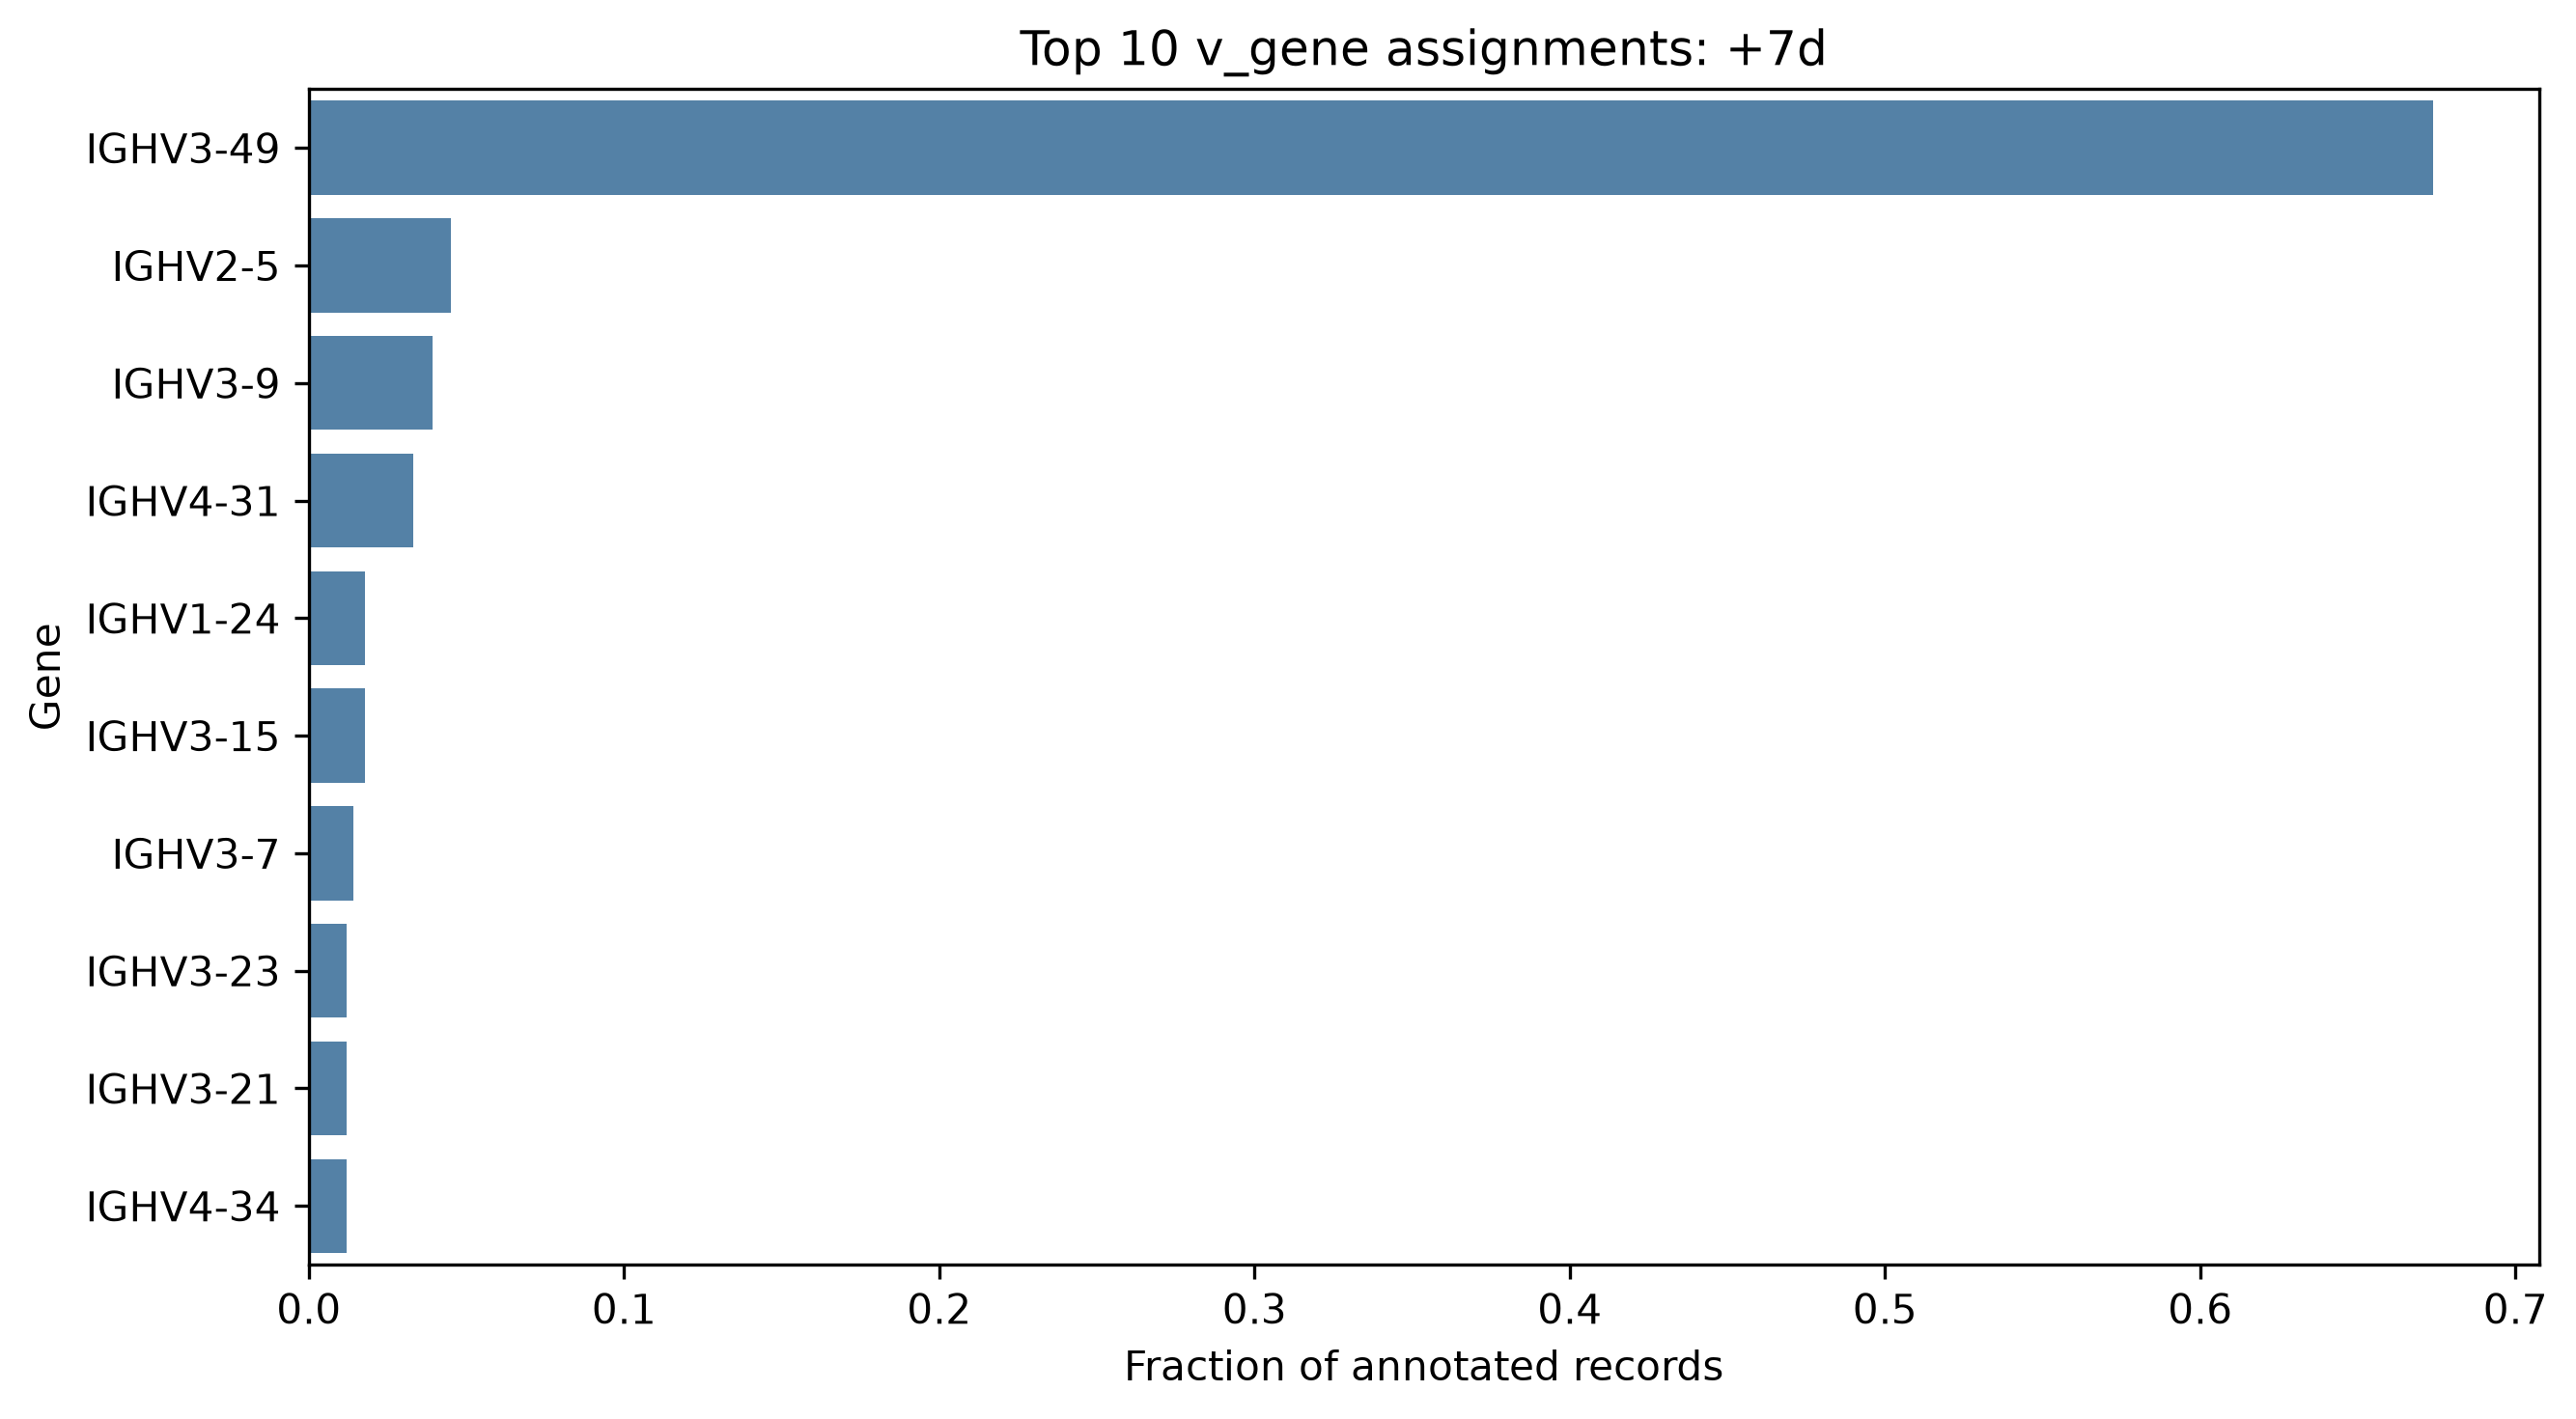 Top 10 v_gene assignments: +7d
Gene
IGHV3-49
IGHV2-5
IGHV3-9
IGHV4-31
IGHV1-24
IGHV3-15
IGHV3-7
IGHV3-23
IGHV3-21
IGHV4-34
0.0 0.1 0.2 0.3 0.4 0.5 0.6 0.7
Fraction of annotated records